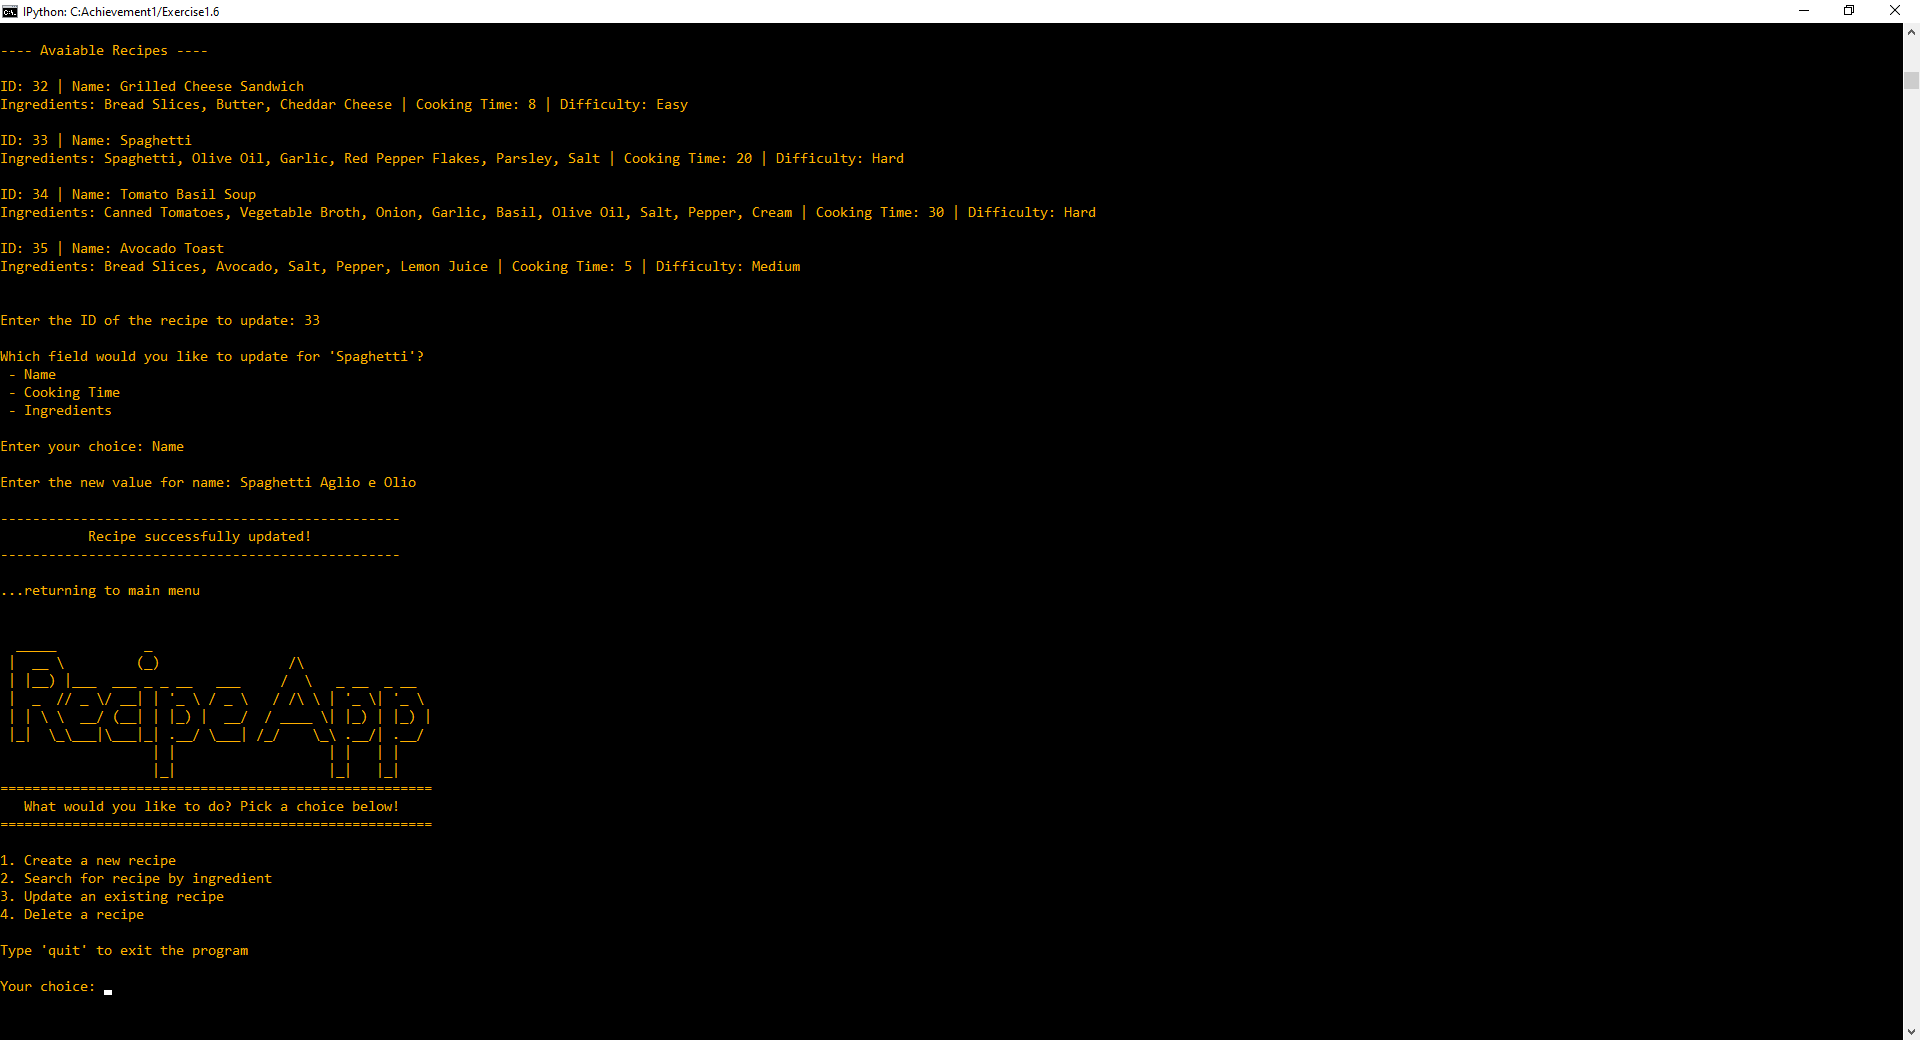 IPython: C:Achievement1/Exercise1.6
---- Avaiable Recipes ----
ID: 32 | Name: Grilled Cheese Sandwich
Ingredients: Bread Slices, Butter, Cheddar Cheese | Cooking Time: 8 | Difficulty: Easy
ID: 33 | Name: Spaghetti
Ingredients: Spaghetti, Olive Oil, Garlic, Red Pepper Flakes, Parsley, Salt | Cooking Time: 20 | Difficulty: Hard
ID: 34 | Name: Tomato Basil Soup
Ingredients: Canned Tomatoes, Vegetable Broth, Onion, Garlic, Basil, Olive Oil, Salt, Pepper, Cream | Cooking Time: 30 | Difficulty: Hard
ID: 35 | Name: Avocado Toast
Ingredients: Bread Slices, Avocado, Salt, Pepper, Lemon Juice | Cooking Time: 5 | Difficulty: Medium
Enter the ID of the recipe to update: 33
Which field would you like to update for 'Spaghetti'?
- Name
- Cooking Time
- Ingredients
Enter your choice: Name
Enter the new value for name: Spaghetti Aglio e Olio
--------------------------------------------------
Recipe successfully updated!
--------------------------------------------------
...returning to main menu
Recipe App
======================================================
What would you like to do? Pick a choice below!
======================================================
1. Create a new recipe
2. Search for recipe by ingredient
3. Update an existing recipe
4. Delete a recipe
Type 'quit' to exit the program
Your choice: